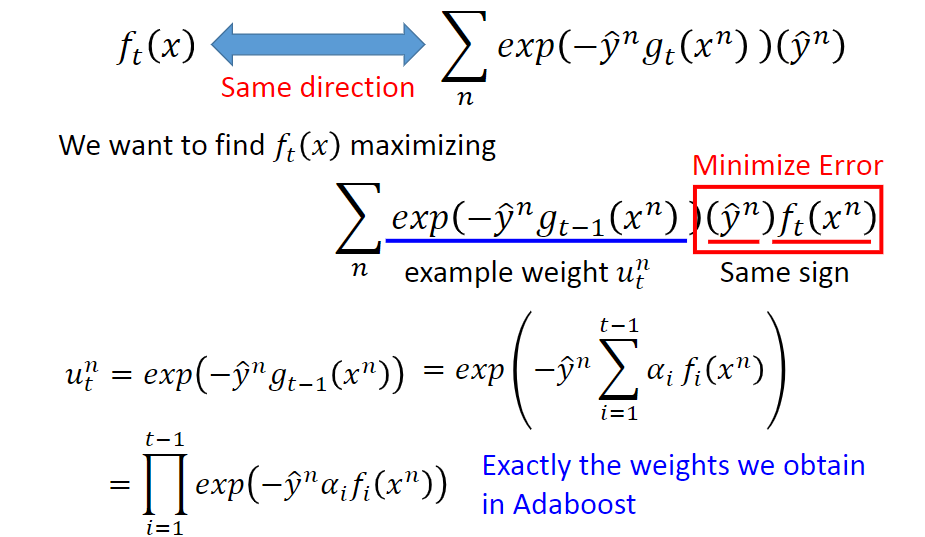 f_t(x) ∑_n exp(−ŷ^n g_t(x^n))(ŷ^n)
Same direction
We want to find f_t(x) maximizing
Minimize Error
∑_n exp(−ŷ^n g_{t−1}(x^n))(ŷ^n)f_t(x^n)
example weight u_t^n Same sign
u_t^n = exp(−ŷ^n g_{t−1}(x^n)) = exp(−ŷ^n ∑_{i=1}^{t−1} α_i f_i(x^n))
= ∏_{i=1}^{t−1} exp(−ŷ^n α_i f_i(x^n))
Exactly the weights we obtain
in Adaboost